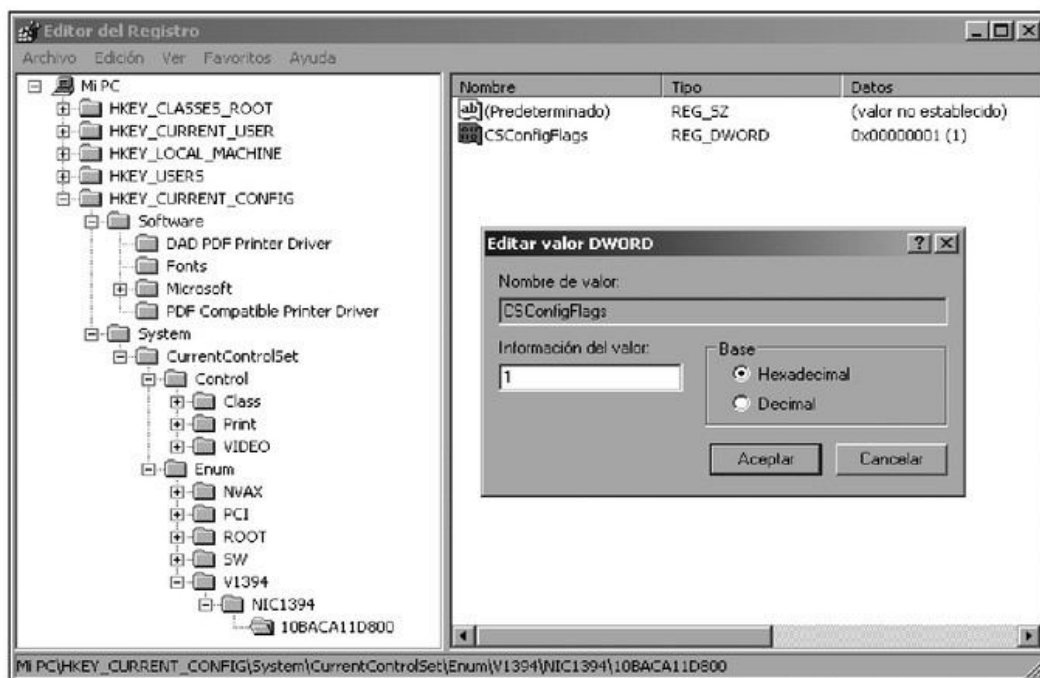 Editor del Registro
Archivo Edición Ver Favoritos Ayuda
Mi PC
HKEY_CLASSES_ROOT
HKEY_CURRENT_USER
HKEY_LOCAL_MACHINE
HKEY_USERS
HKEY_CURRENT_CONFIG
Software
DAD PDF Printer Driver
Fonts
Microsoft
PDF Compatible Printer Driver
System
CurrentControlSet
Control
Class
Print
VIDEO
Enum
NVAX
PCI
ROOT
SW
V1394
NIC1394
10BACA11D800
Nombre Tipo Datos
ab (Predeterminado) REG_SZ (valor no establecido)
CSConfigFlags REG_DWORD 0x00000001 (1)
Editar valor DWORD
Nombre de valor:
CSConfigFlags
Información del valor:
1
Base
Hexadecimal
Decimal
Aceptar Cancelar
Mi PC\HKEY_CURRENT_CONFIG\System\CurrentControlSet\Enum\V1394\NIC1394\10BACA11D800